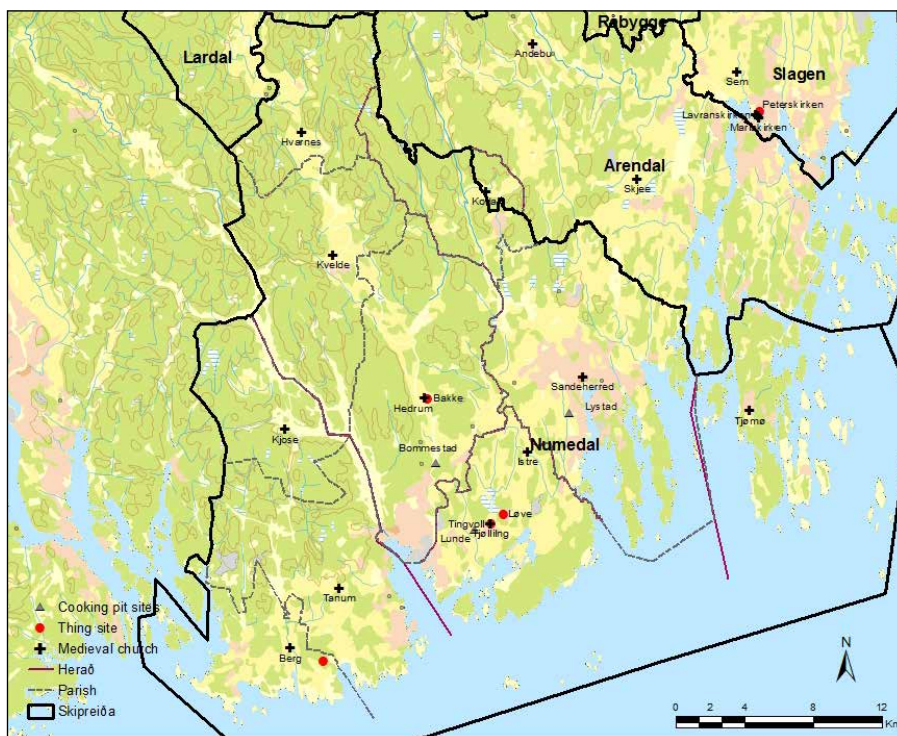 Råbygge
Lardal
Andebu
Sem
Slagen
Peterskirken
Lavranskirken
Mariakirken
Hvarnes
Arendal
Skjee
Kvelde
Sandeherred
Hedrum
Bakke
Lystad
Tjømø
Kjose
Numedal
Bommestad
Istre
Løve
Tingvoll
Tjølling
Lunde
Tanum
Berg
Cooking pit sites
Thing site
Medieval church
Herað
Parish
Skipreiða
N
0 2 4 8 12
Km